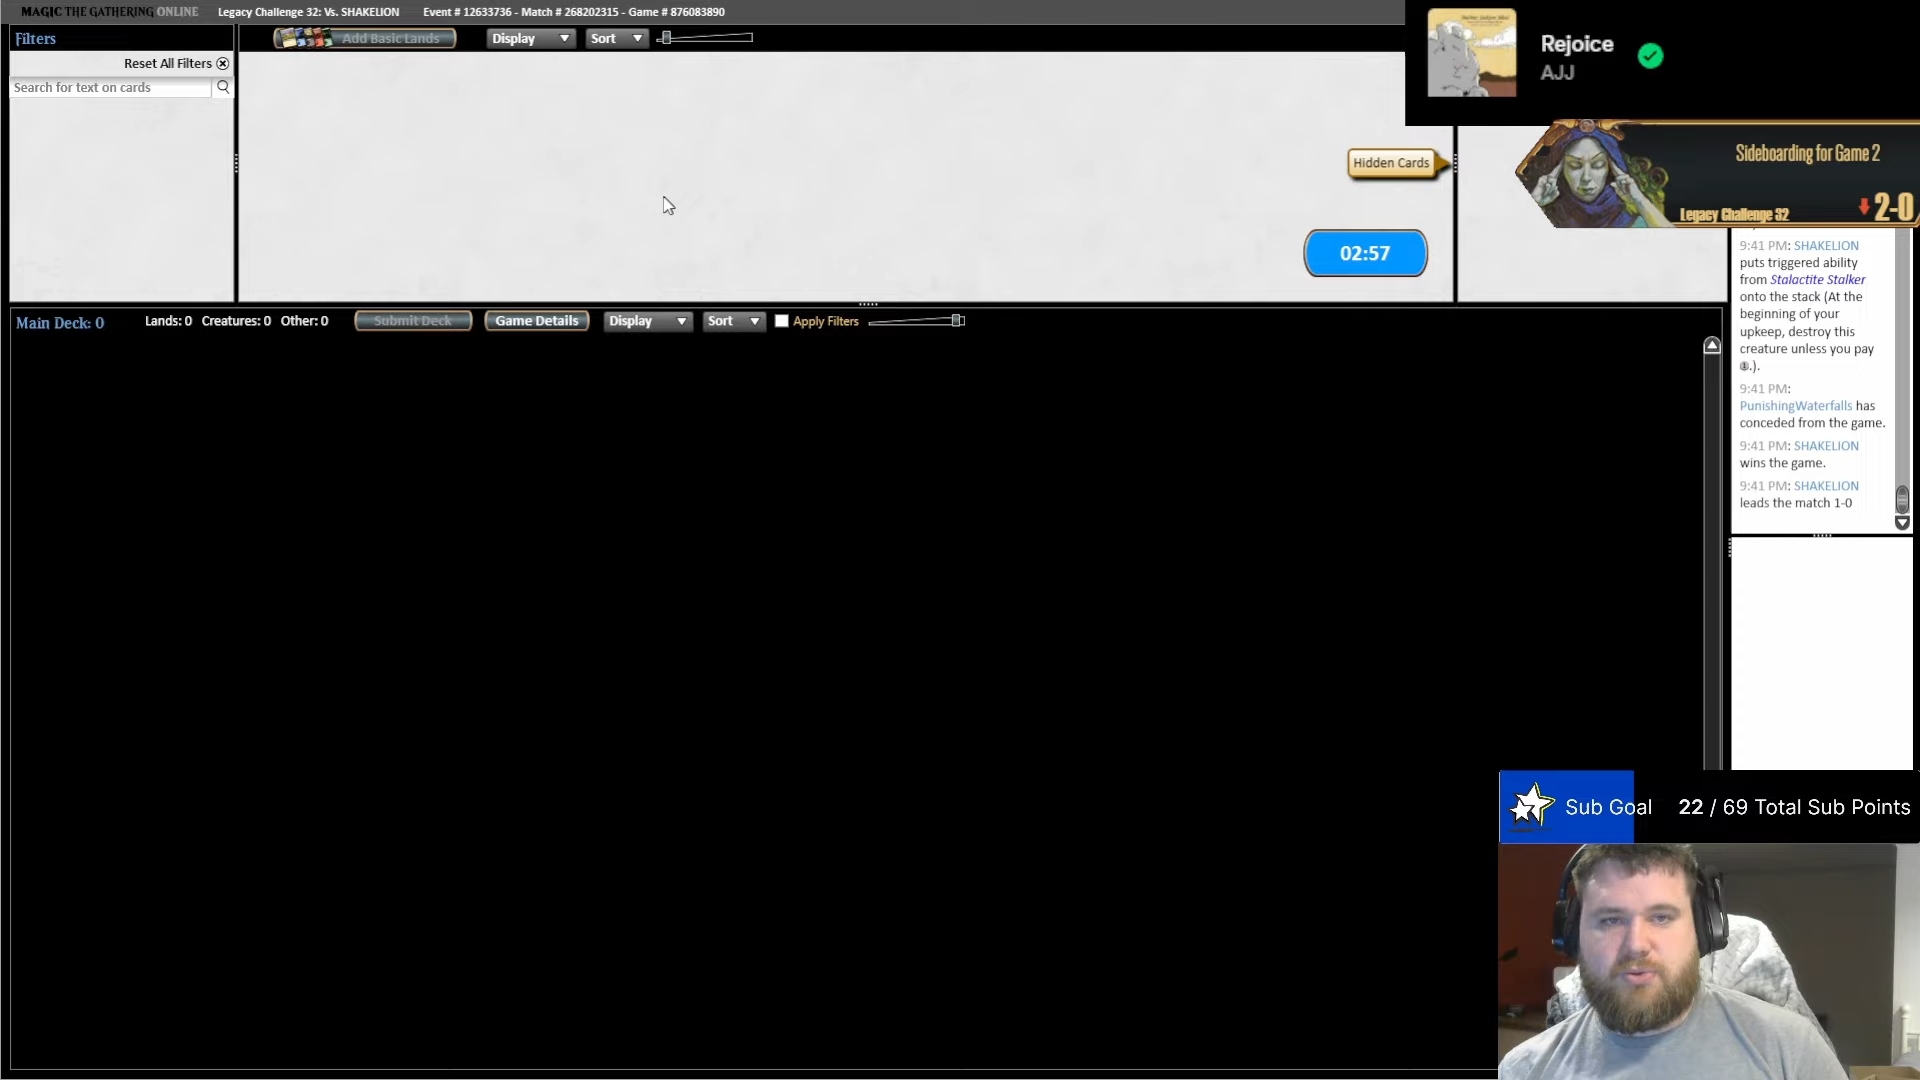 MAGIC THE GATHERING ONLINE Legacy Challenge 32: Vs. SHAKELION Event # 12633736 - Match # 268202315 - Game # 876083890
Filters
Add Basic Lands
Display
Sort
Reset All Filters
Search for text on cards
Rejoice
AJJ
Hidden Cards
02:57
Sideboarding for Game 2
Legacy Challenge 32
2-0
Main Deck: 0
Lands: 0 Creatures: 0 Other: 0
Submit Deck
Game Details
Display
Sort
Apply Filters
9:41 PM: SHAKELION
puts triggered ability
from Stalactite Stalker
onto the stack (At the
beginning of your
upkeep, destroy this
creature unless you pay
①.).
9:41 PM:
PunishingWaterfalls has
conceded from the game.
9:41 PM: SHAKELION
wins the game.
9:41 PM: SHAKELION
leads the match 1-0
Sub Goal 22 / 69 Total Sub Points